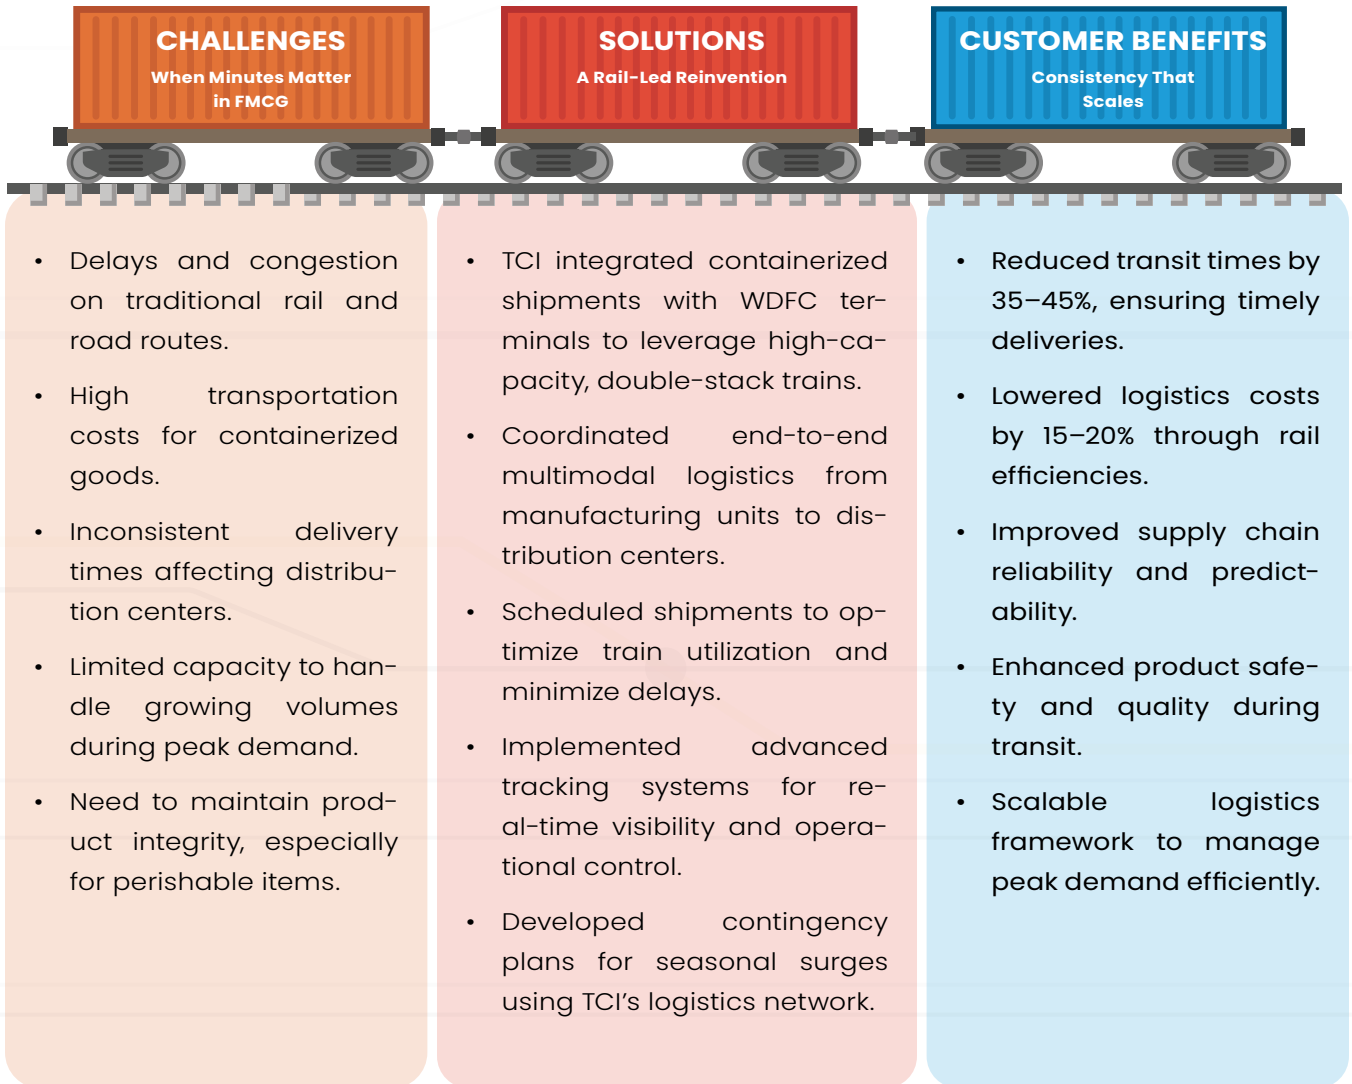 CHALLENGES
When Minutes Matter
in FMCG
• Delays and congestion
on traditional rail and
road routes.
• High transportation
costs for containerized
goods.
• Inconsistent delivery
times affecting distribu-
tion centers.
• Limited capacity to han-
dle growing volumes
during peak demand.
• Need to maintain prod-
uct integrity, especially
for perishable items.
SOLUTIONS
A Rail-Led Reinvention
• TCI integrated containerized
shipments with WDFC ter-
minals to leverage high-ca-
pacity, double-stack trains.
• Coordinated end-to-end
multimodal logistics from
manufacturing units to dis-
tribution centers.
• Scheduled shipments to op-
timize train utilization and
minimize delays.
• Implemented advanced
tracking systems for re-
al-time visibility and opera-
tional control.
• Developed contingency
plans for seasonal surges
using TCI’s logistics network.
CUSTOMER BENEFITS
Consistency That
Scales
• Reduced transit times by
35–45%, ensuring timely
deliveries.
• Lowered logistics costs
by 15–20% through rail
efficiencies.
• Improved supply chain
reliability and predict-
ability.
• Enhanced product safe-
ty and quality during
transit.
• Scalable logistics
framework to manage
peak demand efficiently.